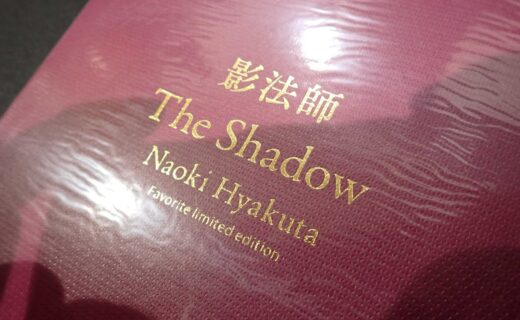 影法師
The Shadow
Naoki Hyakuta
Favorite limited edition